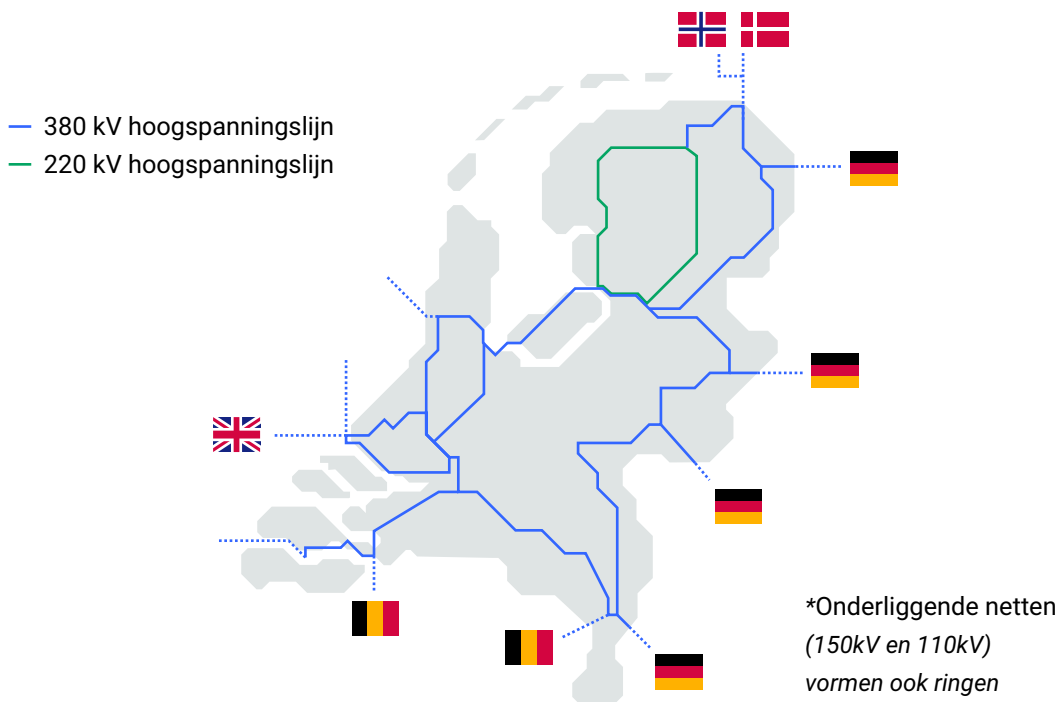 380 kV hoogspanningslijn
220 kV hoogspanningslijn
*Onderliggende netten
(150kV en 110kV)
vormen ook ringen